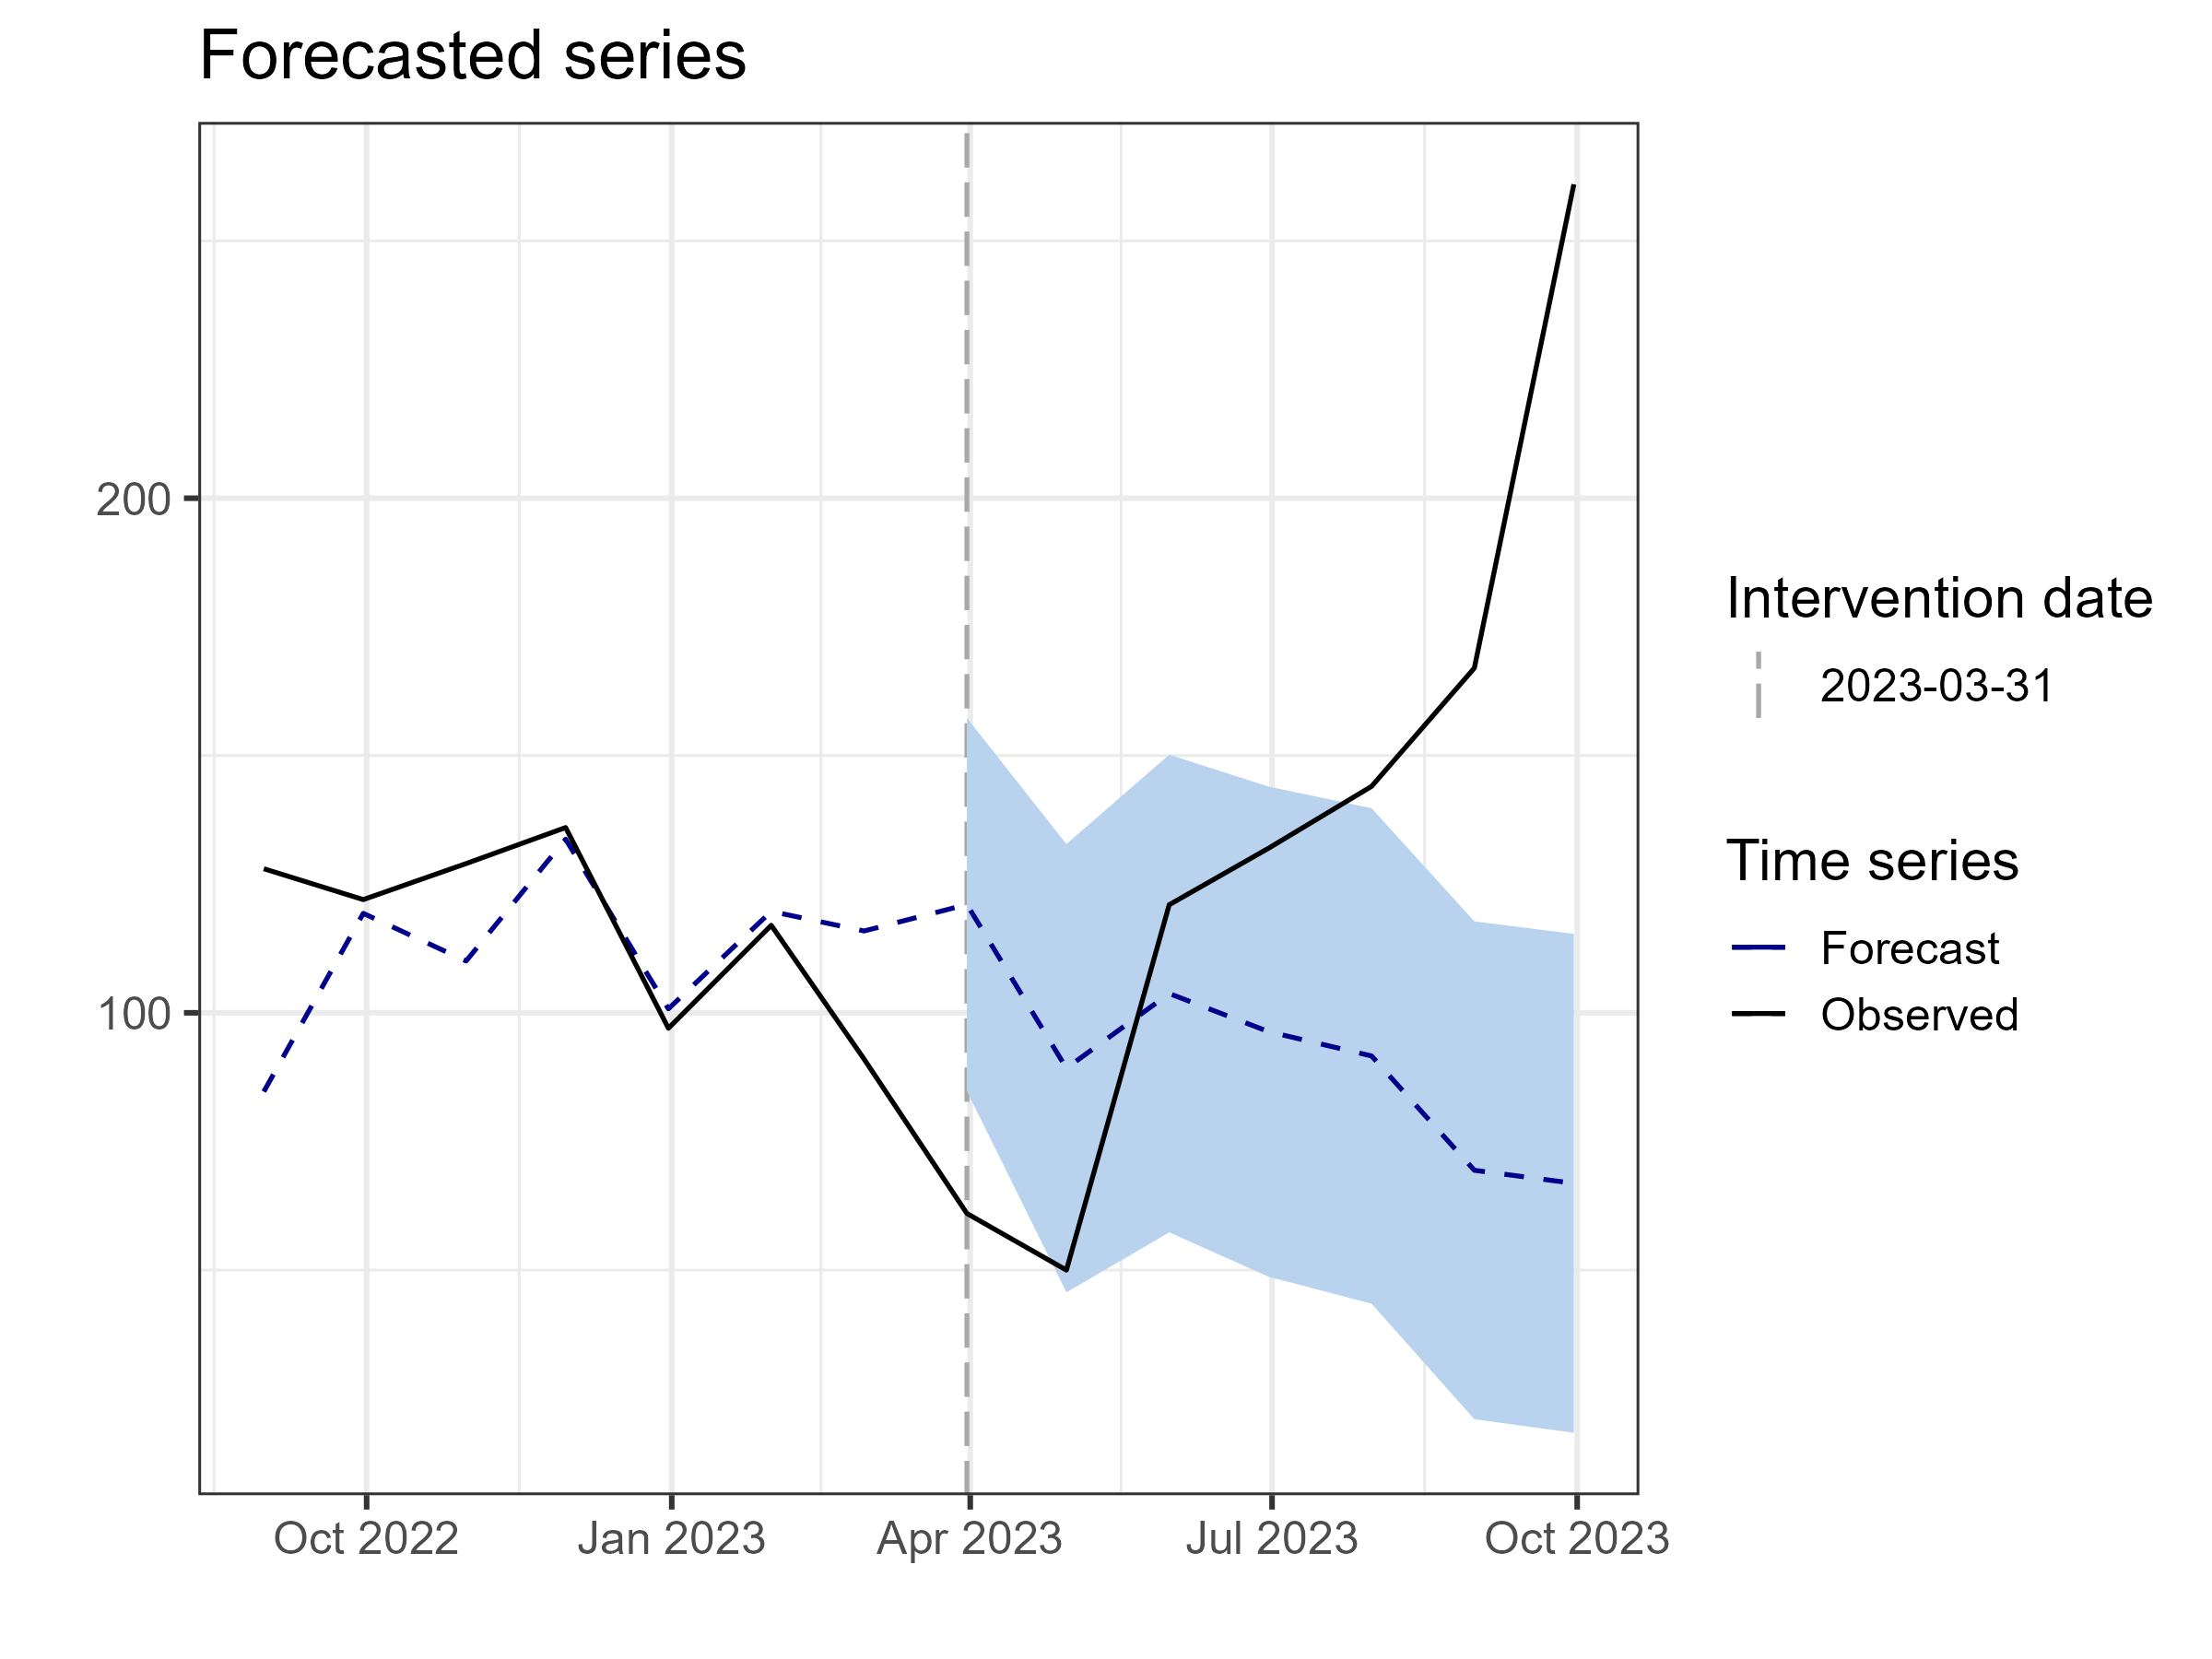 Forecasted series
200
100
Oct 2022
Jan 2023
Apr 2023
Jul 2023
Oct 2023
Intervention date
2023-03-31
Time series
Forecast
Observed